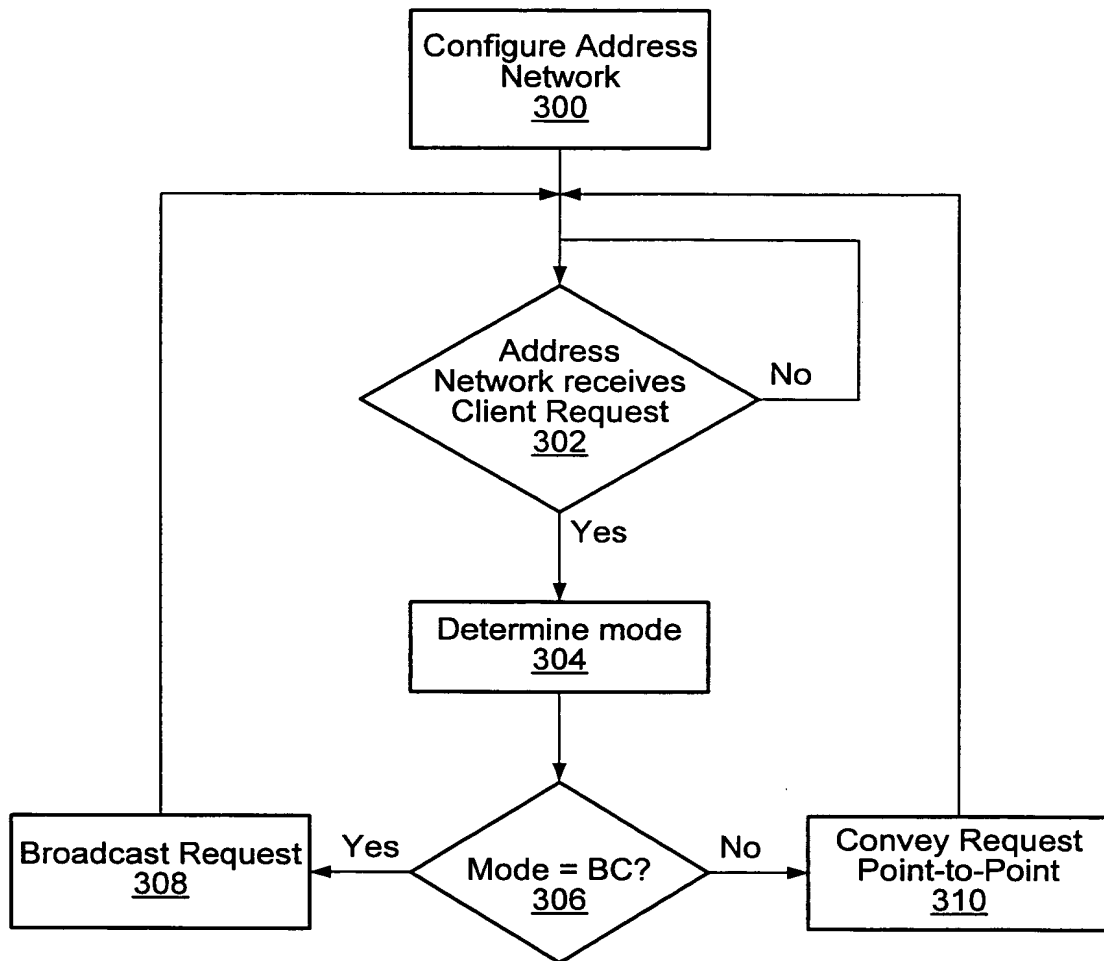 Configure Address
Network
300
Address
Network receives
Client Request
302
No
Yes
Determine mode
304
Broadcast Request
308
Yes
Mode = BC?
306
No
Convey Request
Point-to-Point
310